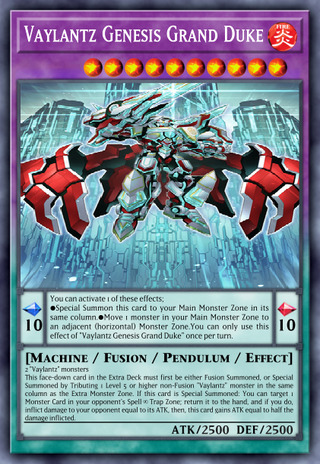 VAYLANTZ GENESIS GRAND DUKE
FIRE
炎
You can activate 1 of these effects;
●Special Summon this card to your Main Monster Zone in its
same column.●Move 1 monster in your Main Monster Zone to
an adjacent (horizontal) Monster Zone.You can only use this
effect of "Vaylantz Genesis Grand Duke" once per turn.
10
10
[MACHINE / FUSION / PENDULUM / EFFECT]
2 "Vaylantz" monsters
This face-down card in the Extra Deck must be either Fusion Summoned, or Special
Summoned by Tributing 1 Level 5 or higher non-Fusion "Vaylantz" monster in the same
column as the Extra Monster Zone. If this card is Special Summoned: You can target 1
Monster Card in your opponent's Spell & Trap Zone; return it to the hand, and if you do,
inflict damage to your opponent equal to its ATK, then, this card gains ATK equal to half the
damage inflicted.
ATK/2500 DEF/2500